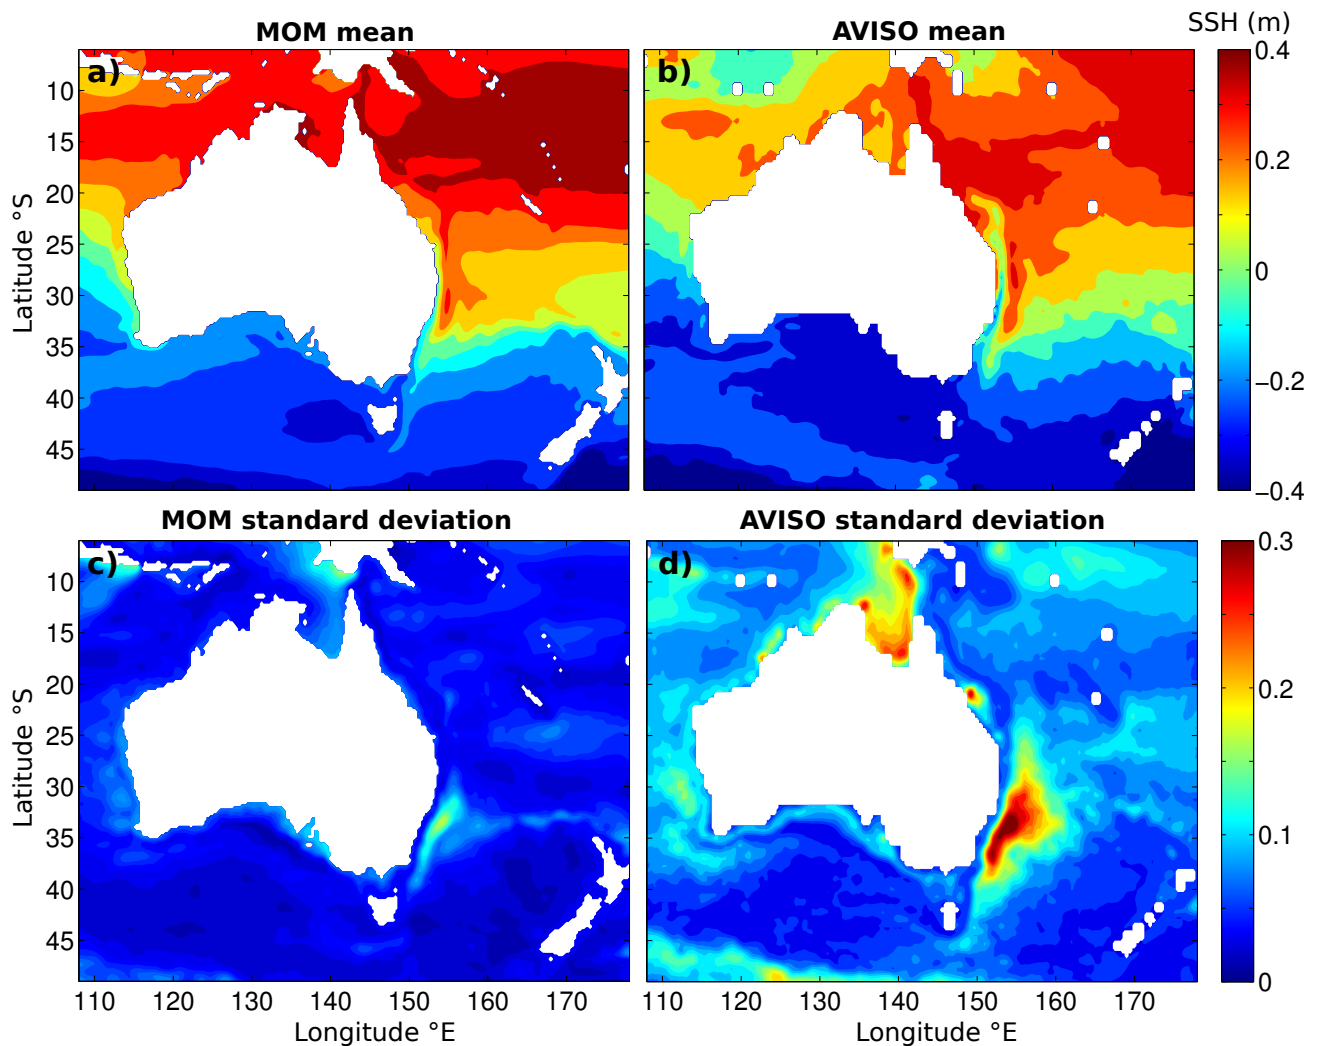 MOM mean
AVISO mean
SSH (m)
a)
b)
10
15
20
25
30
35
40
45
Latitude °S
0.4
0.2
0
−0.2
−0.4
MOM standard deviation
AVISO standard deviation
c)
d)
10
15
20
25
30
35
40
45
Latitude °S
0.3
0.2
0.1
0
110 120 130 140 150 160 170
110 120 130 140 150 160 170
Longitude °E
Longitude °E